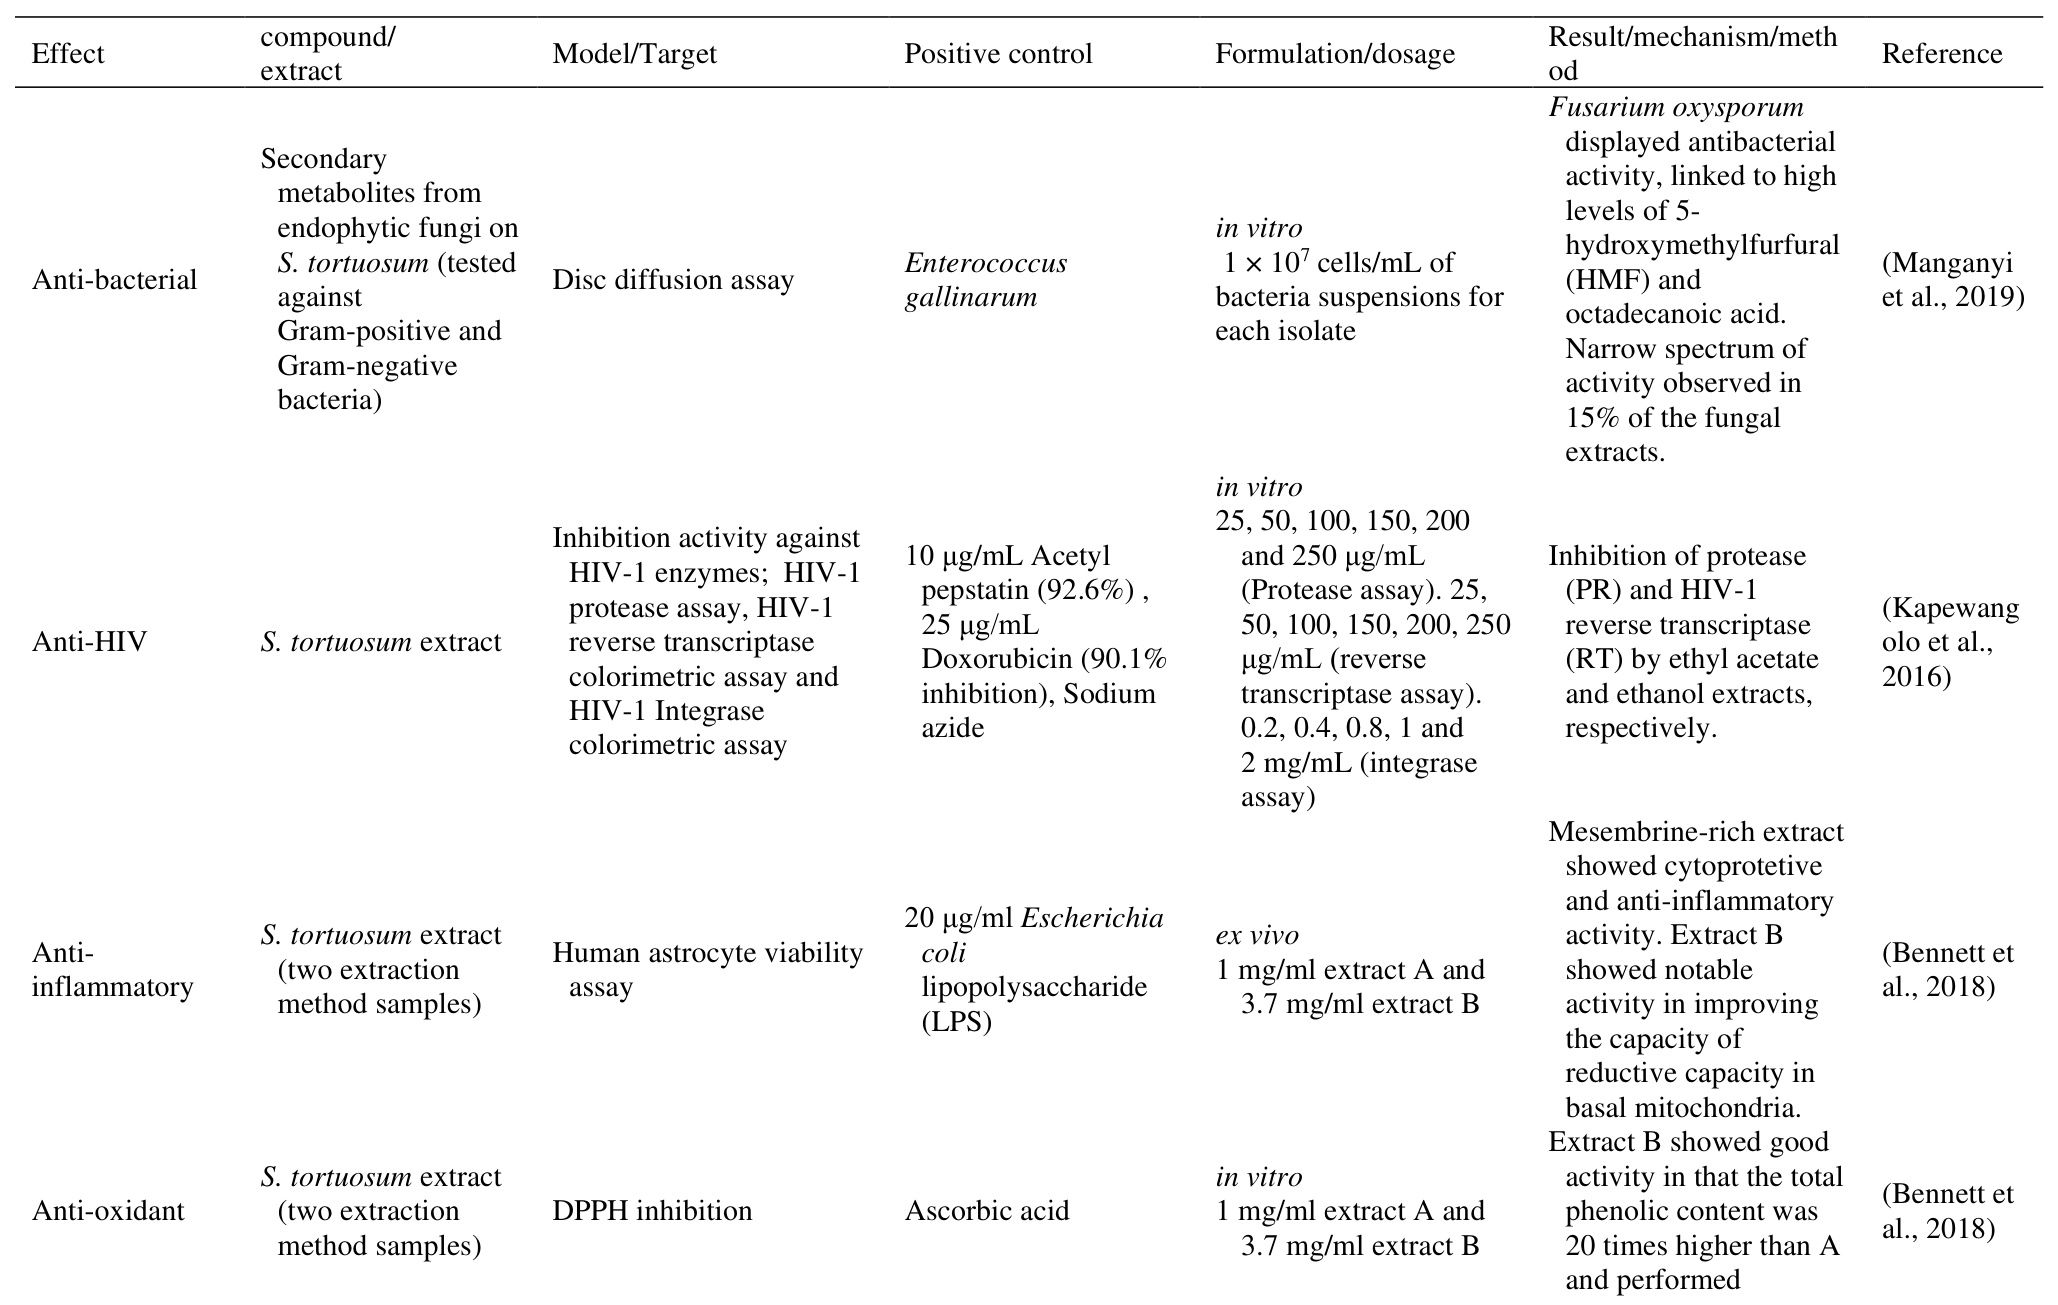 Effect
compound/
extract
Model/Target
Positive control
Formulation/dosage
Result/mechanism/meth
od
Reference
Anti-bacterial
Secondary
metabolites from
endophytic fungi on
S. tortuosum (tested
against
Gram-positive and
Gram-negative
bacteria)
Disc diffusion assay
Enterococcus
gallinarum
in vitro
1 × 10⁷ cells/mL of
bacteria suspensions for
each isolate
Fusarium oxysporum
displayed antibacterial
activity, linked to high
levels of 5-
hydroxymethylfurfural
(HMF) and
octadecanoic acid.
Narrow spectrum of
activity observed in
15% of the fungal
extracts.
(Manganyi
et al., 2019)
Anti-HIV
S. tortuosum extract
Inhibition activity against
HIV-1 enzymes;  HIV-1
protease assay, HIV-1
reverse transcriptase
colorimetric assay and
HIV-1 Integrase
colorimetric assay
10 µg/mL Acetyl
pepstatin (92.6%) ,
25 µg/mL
Doxorubicin (90.1%
inhibition), Sodium
azide
in vitro
25, 50, 100, 150, 200
and 250 µg/mL
(Protease assay). 25,
50, 100, 150, 200, 250
µg/mL (reverse
transcriptase assay).
0.2, 0.4, 0.8, 1 and
2 mg/mL (integrase
assay)
Inhibition of protease
(PR) and HIV-1
reverse transcriptase
(RT) by ethyl acetate
and ethanol extracts,
respectively.
(Kapewang
olo et al.,
2016)
Anti-
inflammatory
S. tortuosum extract
(two extraction
method samples)
Human astrocyte viability
assay
20 µg/ml Escherichia
coli
lipopolysaccharide
(LPS)
ex vivo
1 mg/ml extract A and
3.7 mg/ml extract B
Mesembrine-rich extract
showed cytoprotetive
and anti-inflammatory
activity. Extract B
showed notable
activity in improving
the capacity of
reductive capacity in
basal mitochondria.
(Bennett et
al., 2018)
Anti-oxidant
S. tortuosum extract
(two extraction
method samples)
DPPH inhibition
Ascorbic acid
in vitro
1 mg/ml extract A and
3.7 mg/ml extract B
Extract B showed good
activity in that the total
phenolic content was
20 times higher than A
and performed
(Bennett et
al., 2018)